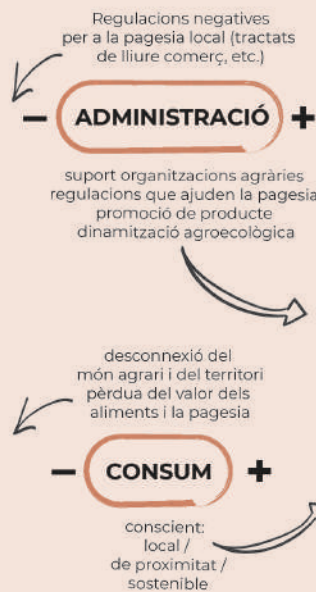 Regulacions negatives
per a la pagesia local (tractats
de lliure comerç, etc.)
– ADMINISTRACIÓ +
suport organitzacions agràries
regulacions que ajuden la pagesia
promoció de producte
dinamització agroecològica
desconnexió del
món agrari i del territori
pèrdua del valor dels
aliments i la pagesia
– CONSUM +
conscient:
local /
de proximitat /
sostenible